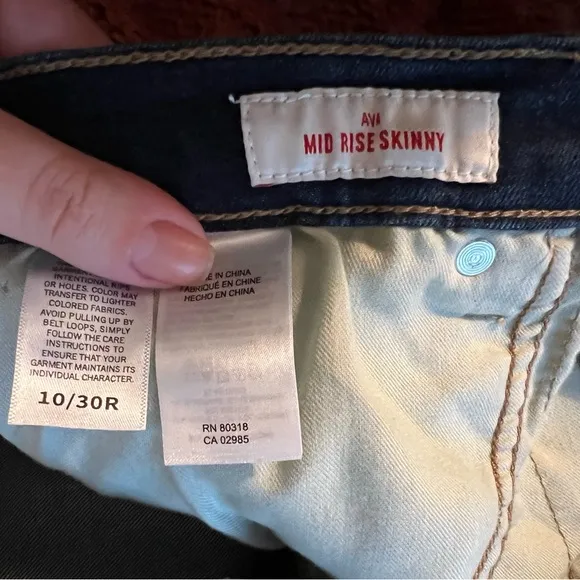 AVA
MID RISE SKINNY
INTENTIONAL RIPS
OR HOLES. COLOR MAY
TRANSFER TO LIGHTER
COLORED FABRICS.
AVOID PULLING UP BY
BELT LOOPS, SIMPLY
FOLLOW THE CARE
INSTRUCTIONS TO
ENSURE THAT YOUR
GARMENT MAINTAINS ITS
INDIVIDUAL CHARACTER.
10/30R
IN CHINA
FABRIQUÉ EN CHINE
HECHO EN CHINA
RN 80318
CA 02985